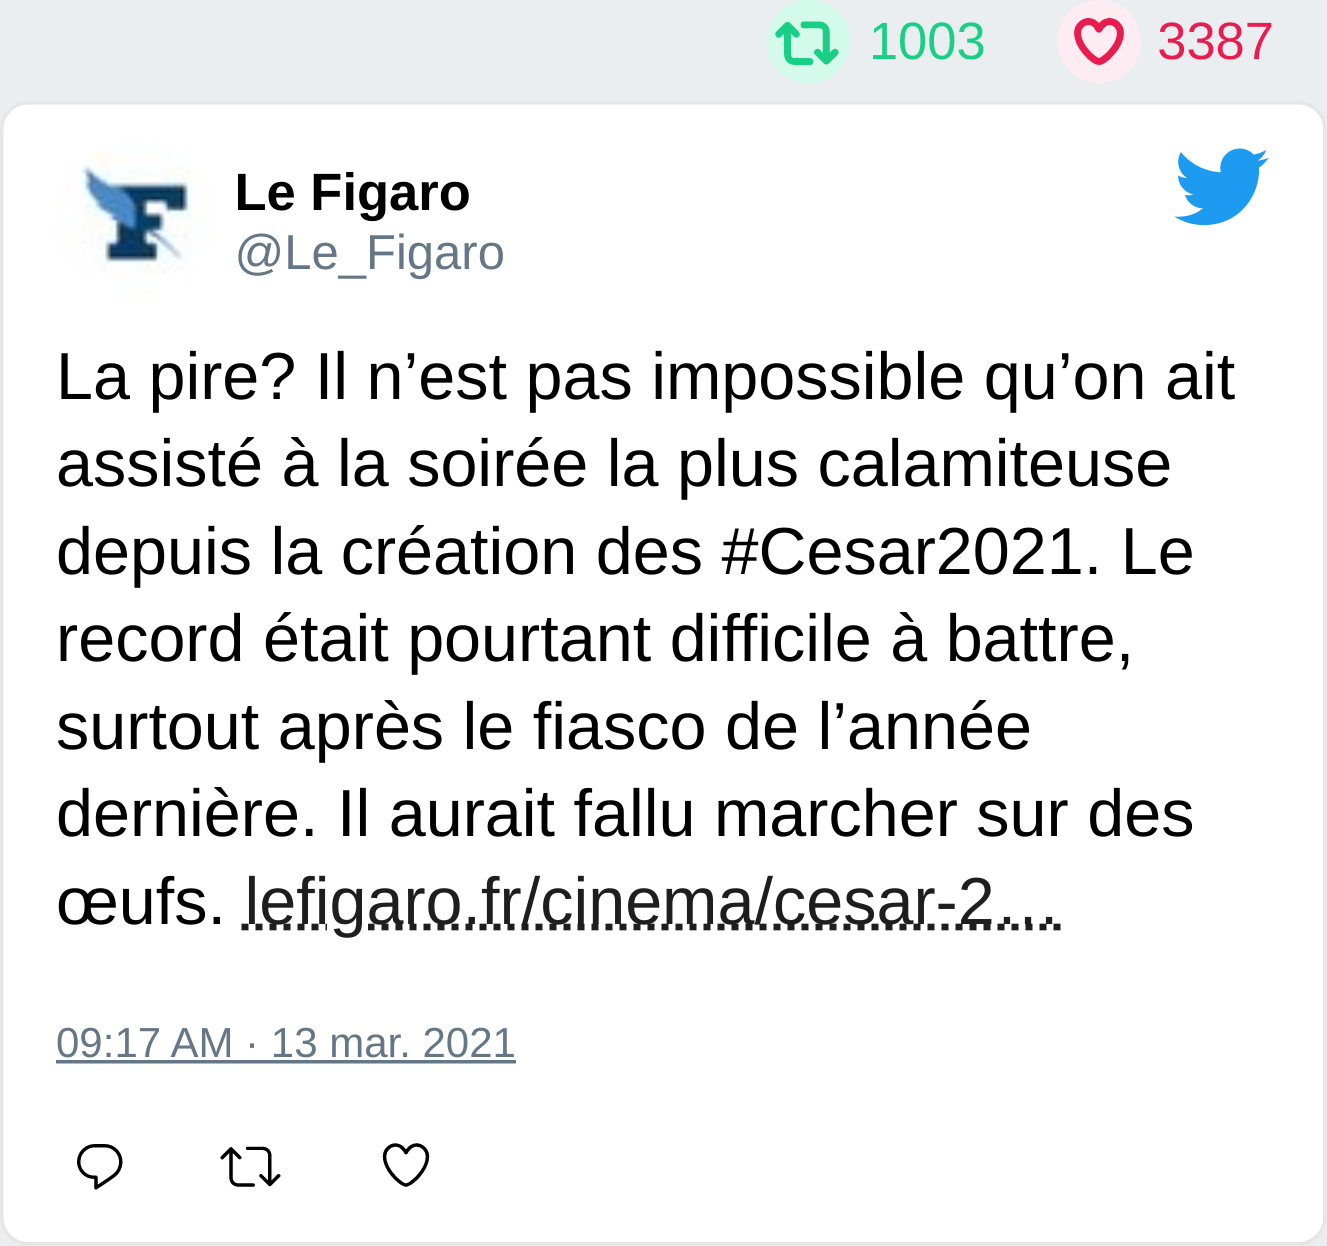 1003 3387
Le Figaro
@Le_Figaro
La pire? Il n’est pas impossible qu’on ait
assisté à la soirée la plus calamiteuse
depuis la création des #Cesar2021. Le
record était pourtant difficile à battre,
surtout après le fiasco de l’année
dernière. Il aurait fallu marcher sur des
œufs. lefigaro.fr/cinema/cesar-2…
09:17 AM · 13 mar. 2021